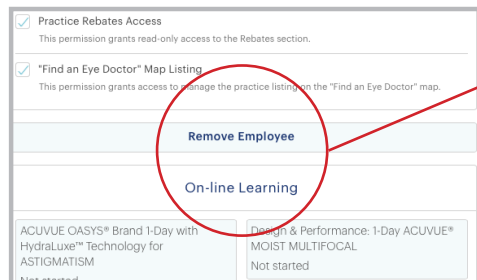 Practice Rebates Access
This permission grants read-only access to the Rebates section.
"Find an Eye Doctor" Map Listing
This permission grants access to manage the practice listing on the "Find an Eye Doctor" map.
Remove Employee
On-line Learning
ACUVUE OASYS® Brand 1-Day with
HydraLuxe™ Technology for
ASTIGMATISM
Not started
Design & Performance: 1-Day ACUVUE®
MOIST MULTIFOCAL
Not started